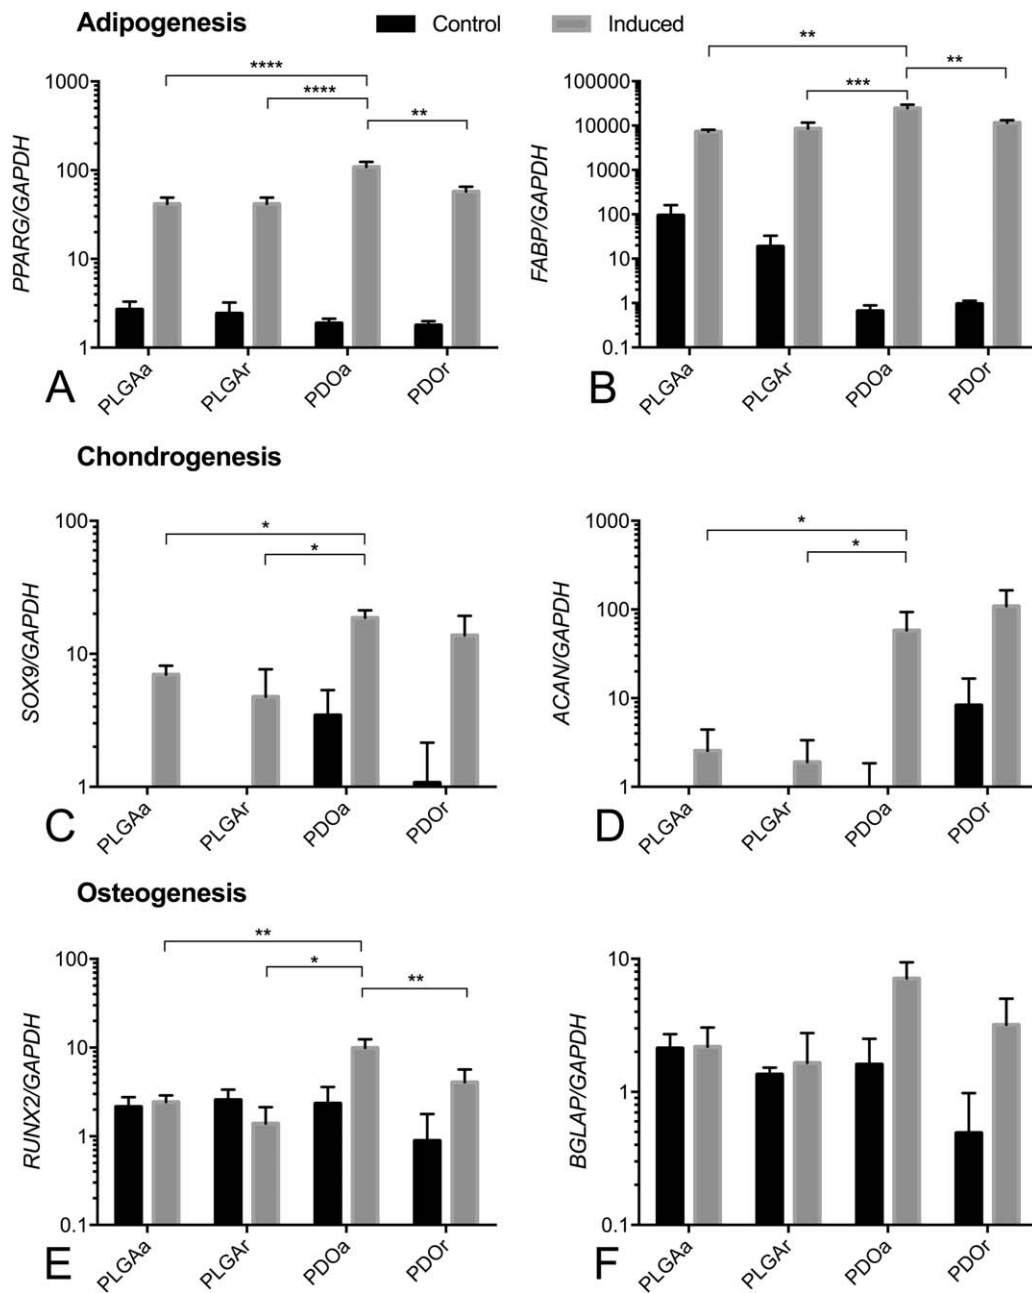 Adipogenesis
Control
Induced
PPARG/GAPDH
1000
100
10
1
****
****
**
PLGAa
PLGAr
PDOa
PDOr
A
FABP/GAPDH
100000
10000
1000
100
10
1
0.1
**
***
**
PLGAa
PLGAr
PDOa
PDOr
B
Chondrogenesis
SOX9/GAPDH
100
10
1
*
*
PLGAa
PLGAr
PDOa
PDOr
C
ACAN/GAPDH
1000
100
10
1
*
*
PLGAa
PLGAr
PDOa
PDOr
D
Osteogenesis
RUNX2/GAPDH
100
10
1
0.1
**
*
**
PLGAa
PLGAr
PDOa
PDOr
E
BGLAP/GAPDH
10
1
0.1
PLGAa
PLGAr
PDOa
PDOr
F